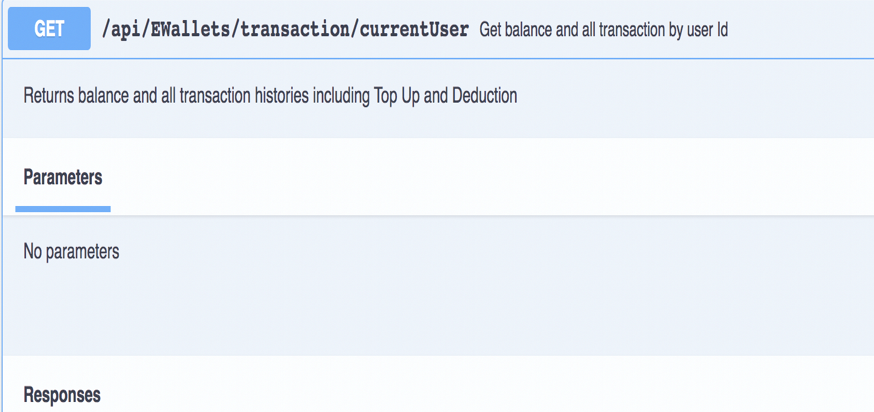 GET /api/EWallets/transaction/currentUser Get balance and all transaction by user Id
Returns balance and all transaction histories including Top Up and Deduction
Parameters
No parameters
Responses